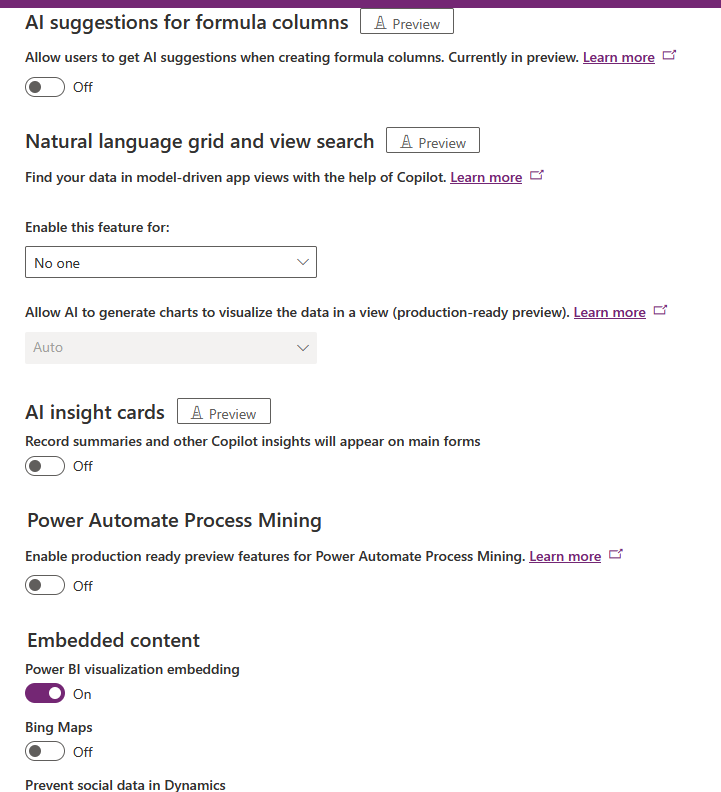 AI suggestions for formula columns Preview
Allow users to get AI suggestions when creating formula columns. Currently in preview. Learn more
Off
Natural language grid and view search Preview
Find your data in model-driven app views with the help of Copilot. Learn more
Enable this feature for:
No one
Allow AI to generate charts to visualize the data in a view (production-ready preview). Learn more
Auto
AI insight cards Preview
Record summaries and other Copilot insights will appear on main forms
Off
Power Automate Process Mining
Enable production ready preview features for Power Automate Process Mining. Learn more
Off
Embedded content
Power BI visualization embedding
On
Bing Maps
Off
Prevent social data in Dynamics